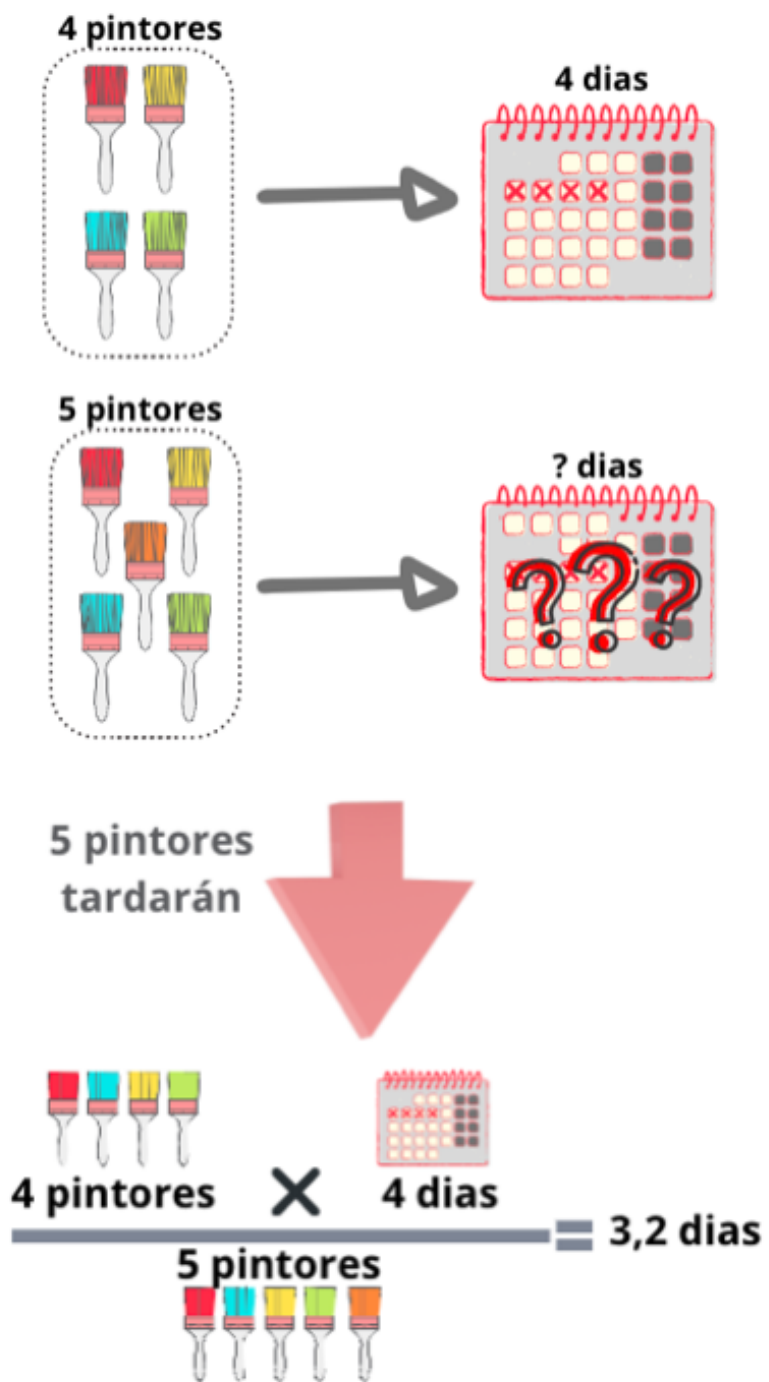 4 pintores
4 dias
5 pintores
? dias
5 pintores
tardarán
4 pintores × 4 dias
= 3,2 dias
5 pintores